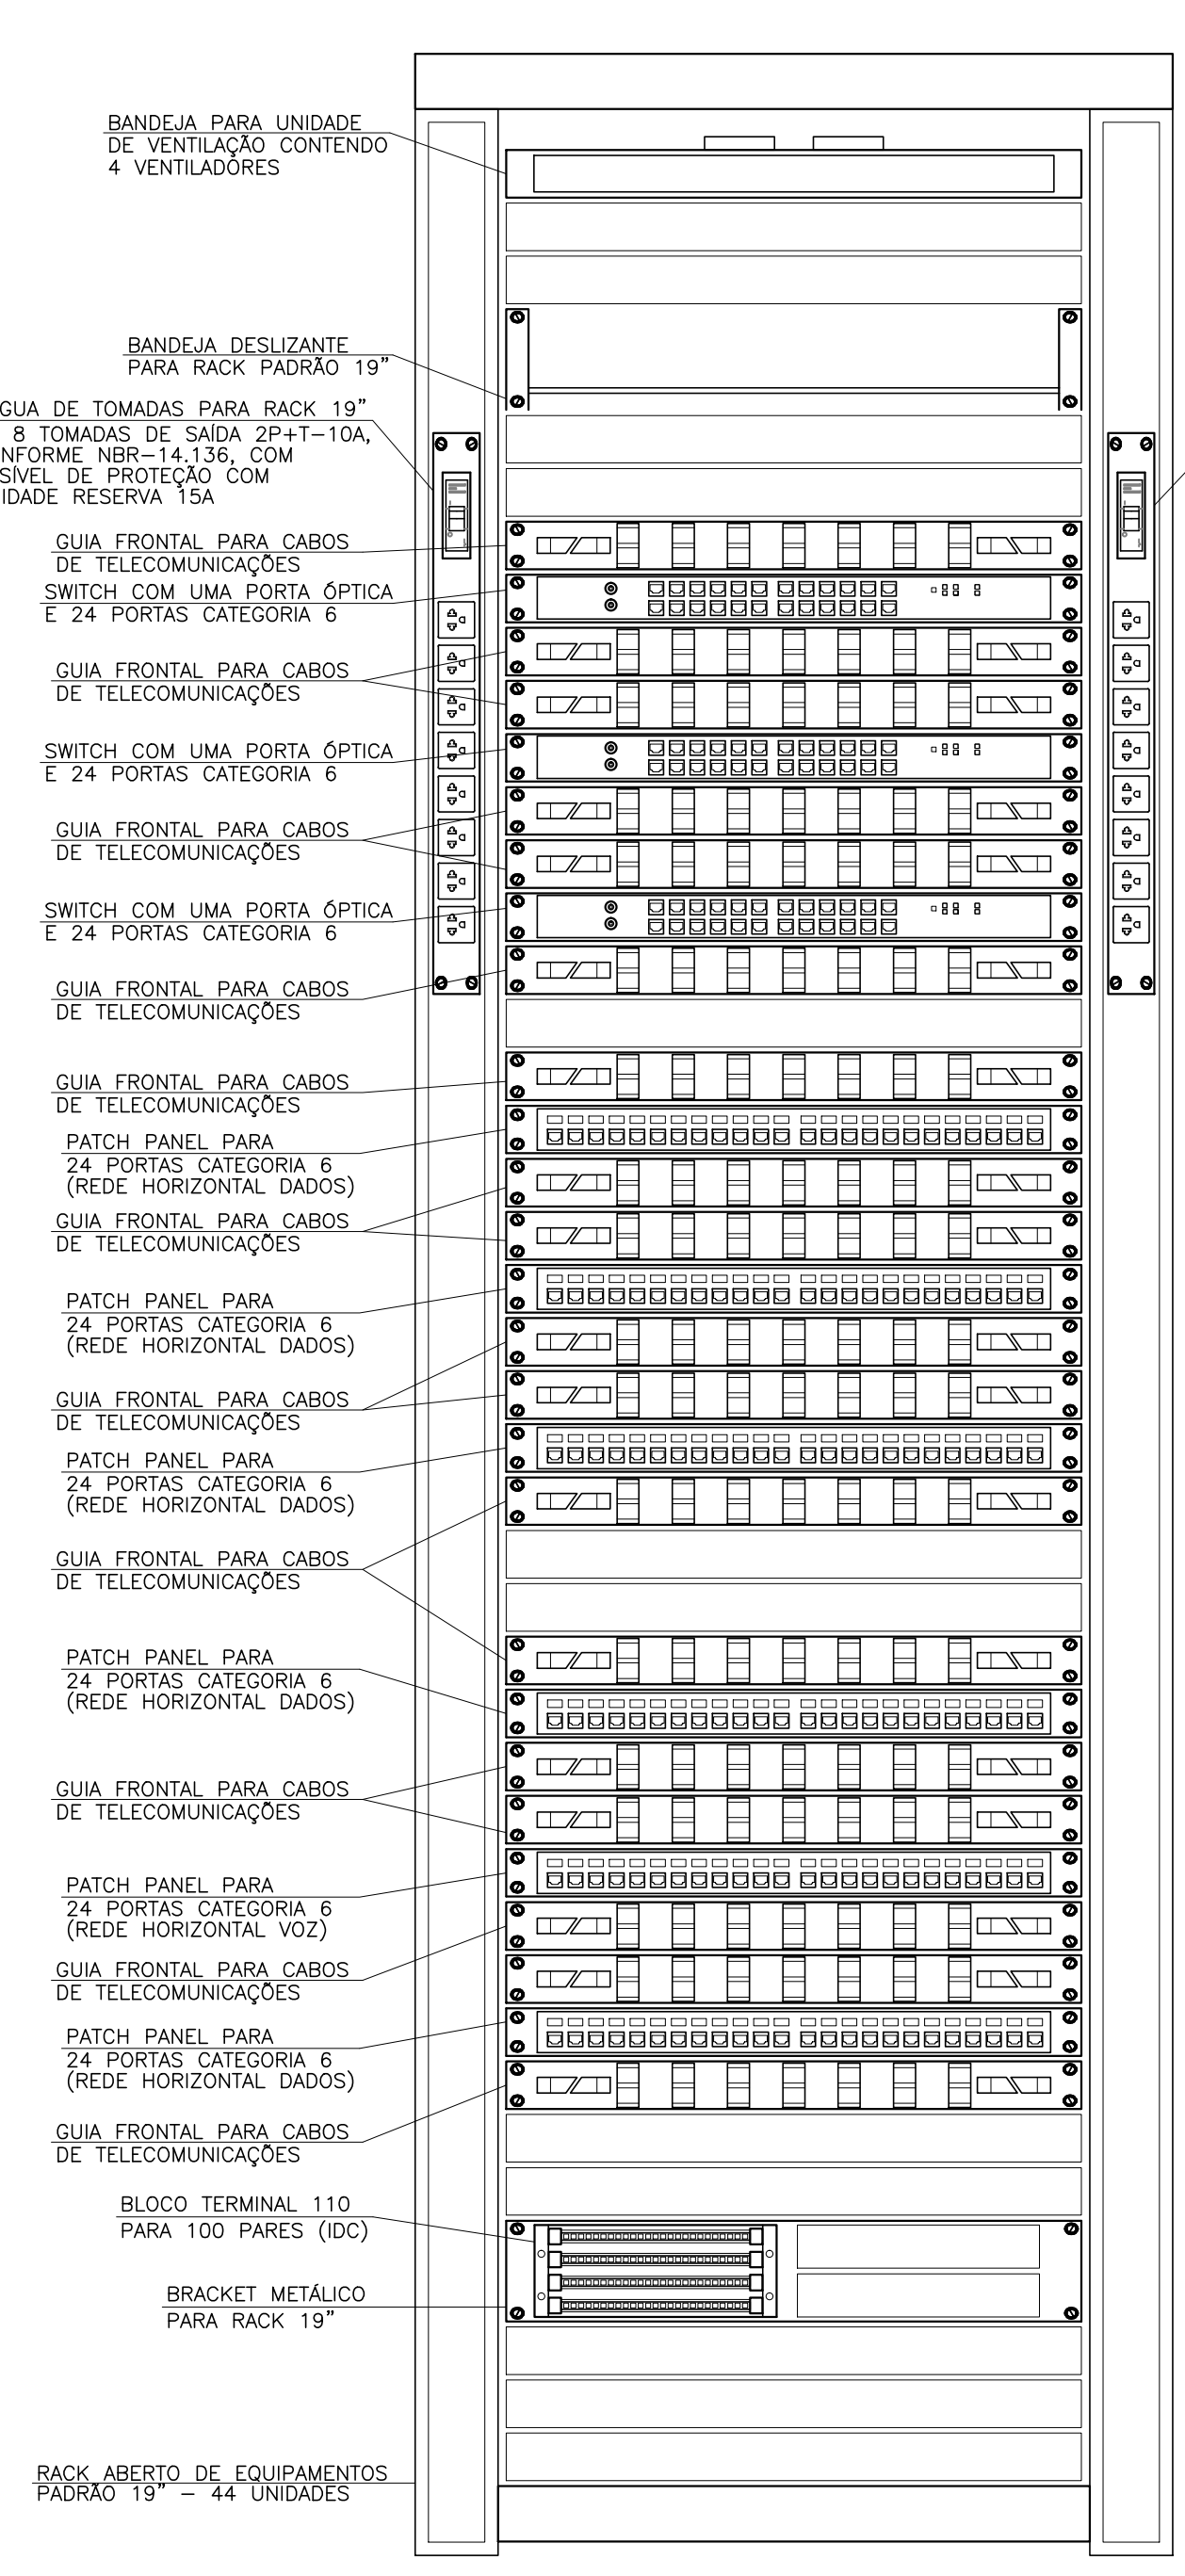 BANDEJA PARA UNIDADE
DE VENTILAÇÃO CONTENDO
4 VENTILADORES
BANDEJA DESLIZANTE
PARA RACK PADRÃO 19"
GUA DE TOMADAS PARA RACK 19"
8 TOMADAS DE SAÍDA 2P+T-10A,
NFORME NBR-14.136, COM
SÍVEL DE PROTEÇÃO COM
IDADE RESERVA 15A
GUIA FRONTAL PARA CABOS
DE TELECOMUNICAÇÕES
SWITCH COM UMA PORTA ÓPTICA
E 24 PORTAS CATEGORIA 6
GUIA FRONTAL PARA CABOS
DE TELECOMUNICAÇÕES
SWITCH COM UMA PORTA ÓPTICA
E 24 PORTAS CATEGORIA 6
GUIA FRONTAL PARA CABOS
DE TELECOMUNICAÇÕES
SWITCH COM UMA PORTA ÓPTICA
E 24 PORTAS CATEGORIA 6
GUIA FRONTAL PARA CABOS
DE TELECOMUNICAÇÕES
GUIA FRONTAL PARA CABOS
DE TELECOMUNICAÇÕES
PATCH PANEL PARA
24 PORTAS CATEGORIA 6
(REDE HORIZONTAL DADOS)
GUIA FRONTAL PARA CABOS
DE TELECOMUNICAÇÕES
PATCH PANEL PARA
24 PORTAS CATEGORIA 6
(REDE HORIZONTAL DADOS)
GUIA FRONTAL PARA CABOS
DE TELECOMUNICAÇÕES
PATCH PANEL PARA
24 PORTAS CATEGORIA 6
(REDE HORIZONTAL DADOS)
GUIA FRONTAL PARA CABOS
DE TELECOMUNICAÇÕES
PATCH PANEL PARA
24 PORTAS CATEGORIA 6
(REDE HORIZONTAL DADOS)
GUIA FRONTAL PARA CABOS
DE TELECOMUNICAÇÕES
PATCH PANEL PARA
24 PORTAS CATEGORIA 6
(REDE HORIZONTAL VOZ)
GUIA FRONTAL PARA CABOS
DE TELECOMUNICAÇÕES
PATCH PANEL PARA
24 PORTAS CATEGORIA 6
(REDE HORIZONTAL DADOS)
GUIA FRONTAL PARA CABOS
DE TELECOMUNICAÇÕES
BLOCO TERMINAL 110
PARA 100 PARES (IDC)
BRACKET METÁLICO
PARA RACK 19"
RACK ABERTO DE EQUIPAMENTOS
PADRÃO 19" - 44 UNIDADES